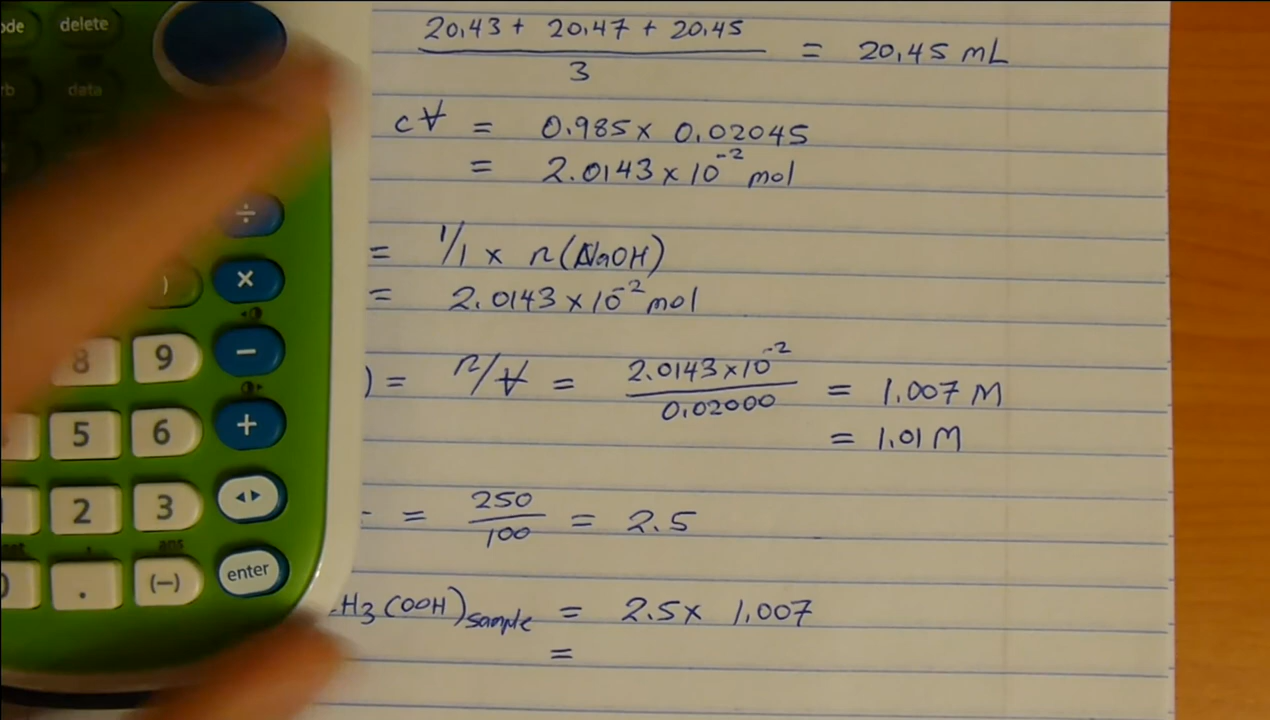 delete
data
20.43 + 20.47 + 20.45
3
= 20.45 mL
cV = 0.985 x 0.02045
= 2.0143 x 10⁻² mol
= 1/1 x n(NaOH)
= 2.0143 x 10⁻² mol
) = n/V = 2.0143 x 10⁻²
0.02000
= 1.007 M
= 1.01 M
= 250
100
= 2.5
H3COOH)sample = 2.5 x 1.007
=
÷
)
×
8 9 −
5 6 +
2 3 ◂ ▸
ans
. (−) enter